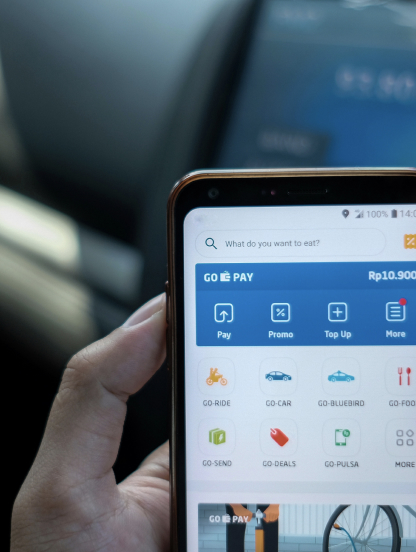 100% 14:0
What do you want to eat?
GO PAY Rp10.900
Pay Promo Top Up More
GO-RIDE GO-CAR GO-BLUEBIRD GO-FOO
GO-SEND GO-DEALS GO-PULSA MORE
GO PAY